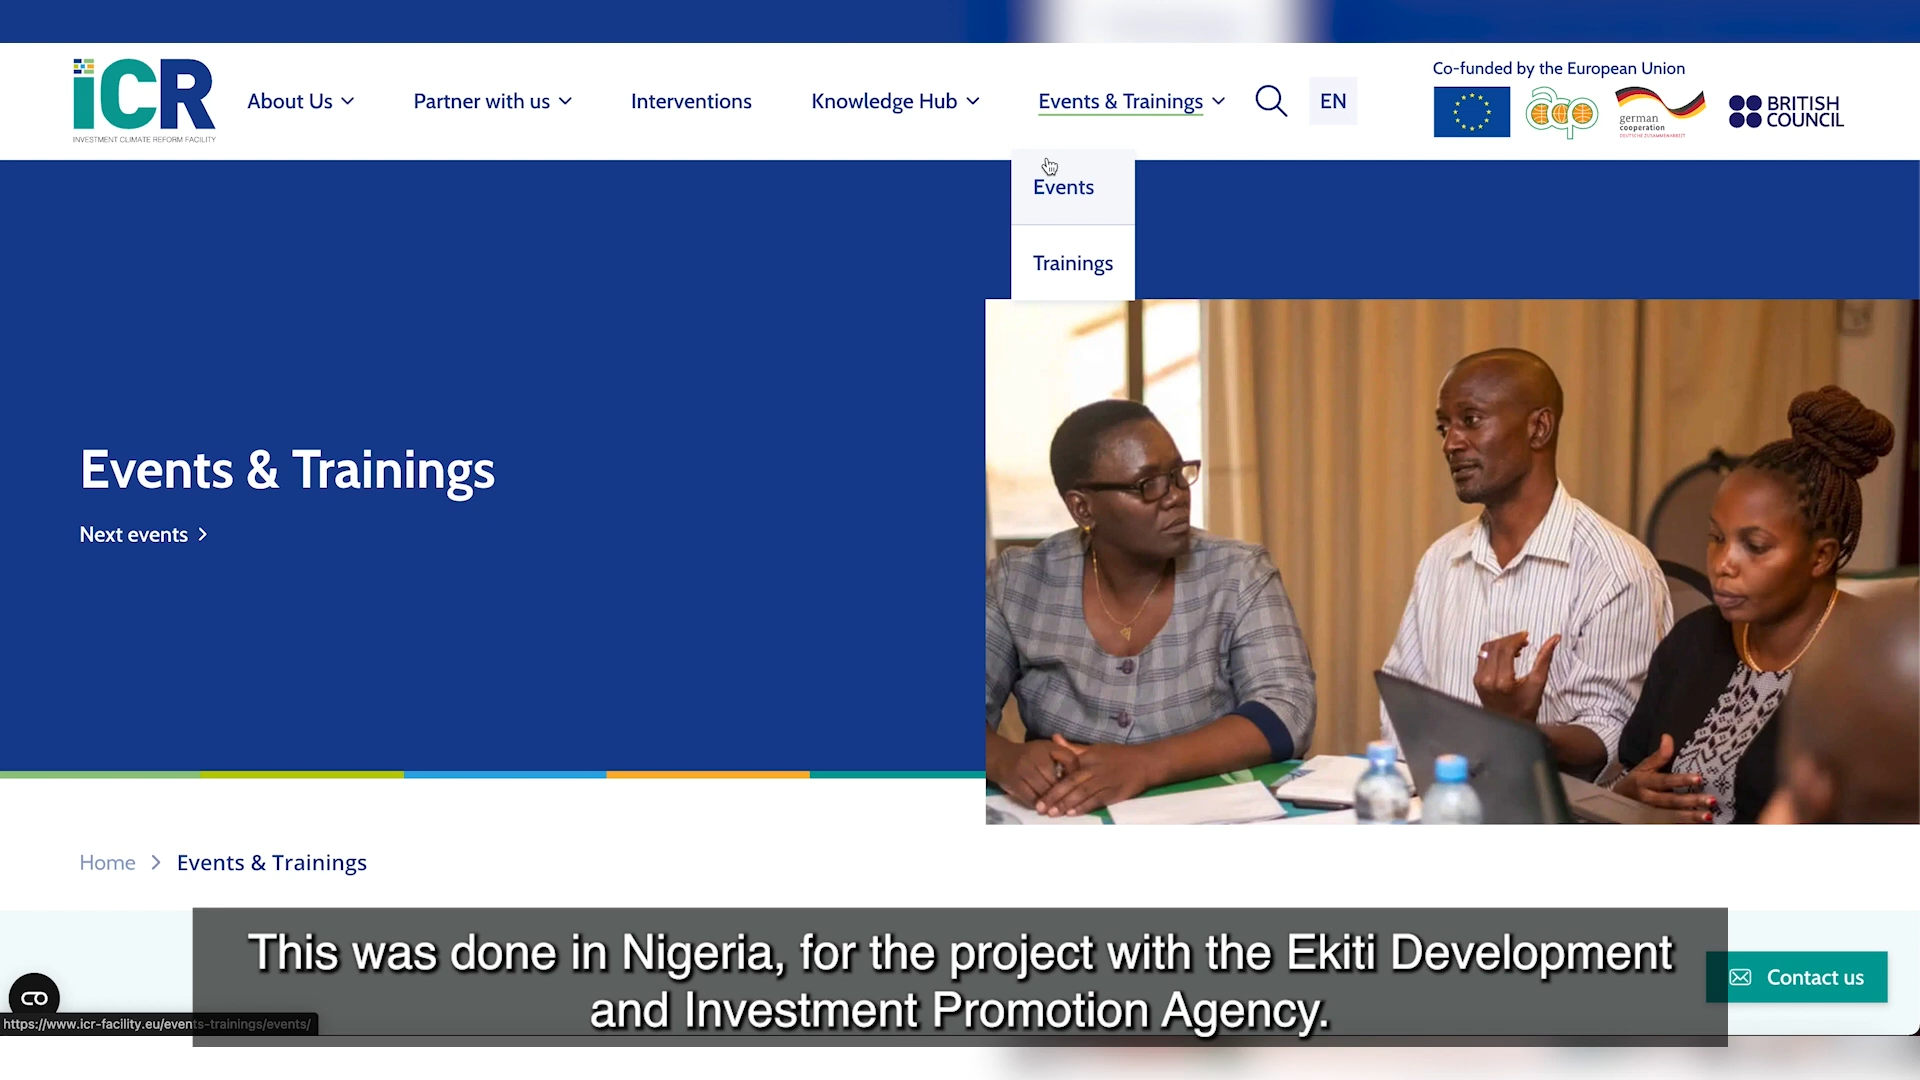 iCR
INVESTMENT CLIMATE REFORM FACILITY
About Us
Partner with us
Interventions
Knowledge Hub
Events & Trainings
EN
Co-funded by the European Union
acp
german
cooperation
DEUTSCHE ZUSAMMENARBEIT
BRITISH
COUNCIL
Events
Trainings
Events & Trainings
Next events
Home
Events & Trainings
This was done in Nigeria, for the project with the Ekiti Development
and Investment Promotion Agency.
Contact us
https://www.icr-facility.eu/events-trainings/events/